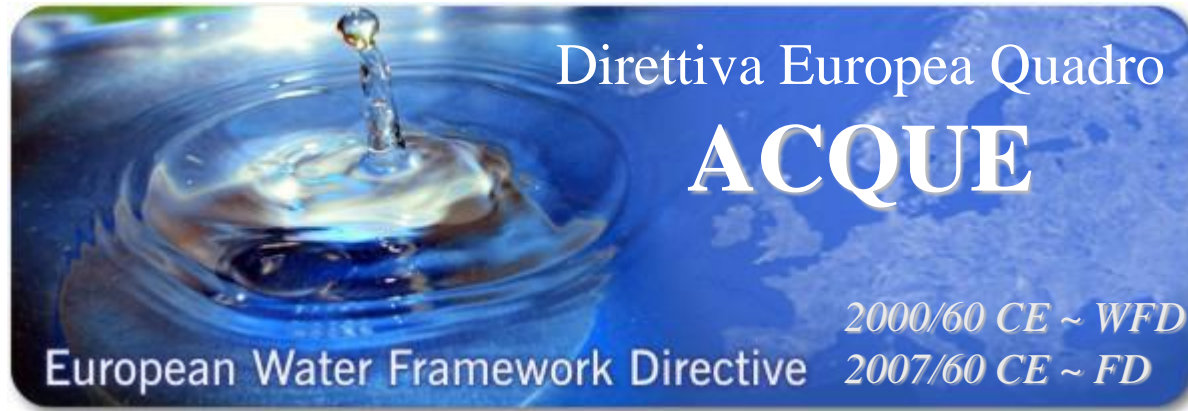 Direttiva Europea Quadro
ACQUE
2000/60 CE ~ WFD
European Water Framework Directive
2007/60 CE ~ FD